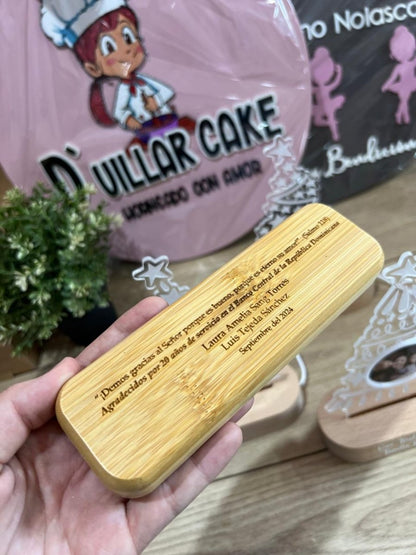 no Nolasco
D' VILLAR CAKE
HORNEADO CON AMOR
“¡Demos gracias al Señor porque es bueno, porque es eterno su amor”. (Salmo 118)
Agradecidos por 20 años de servicio en el Banco Central de la República Dominicana
Laura Amelia Sang Torres
Luis Tejeda Sánchez
Septiembre del 2024